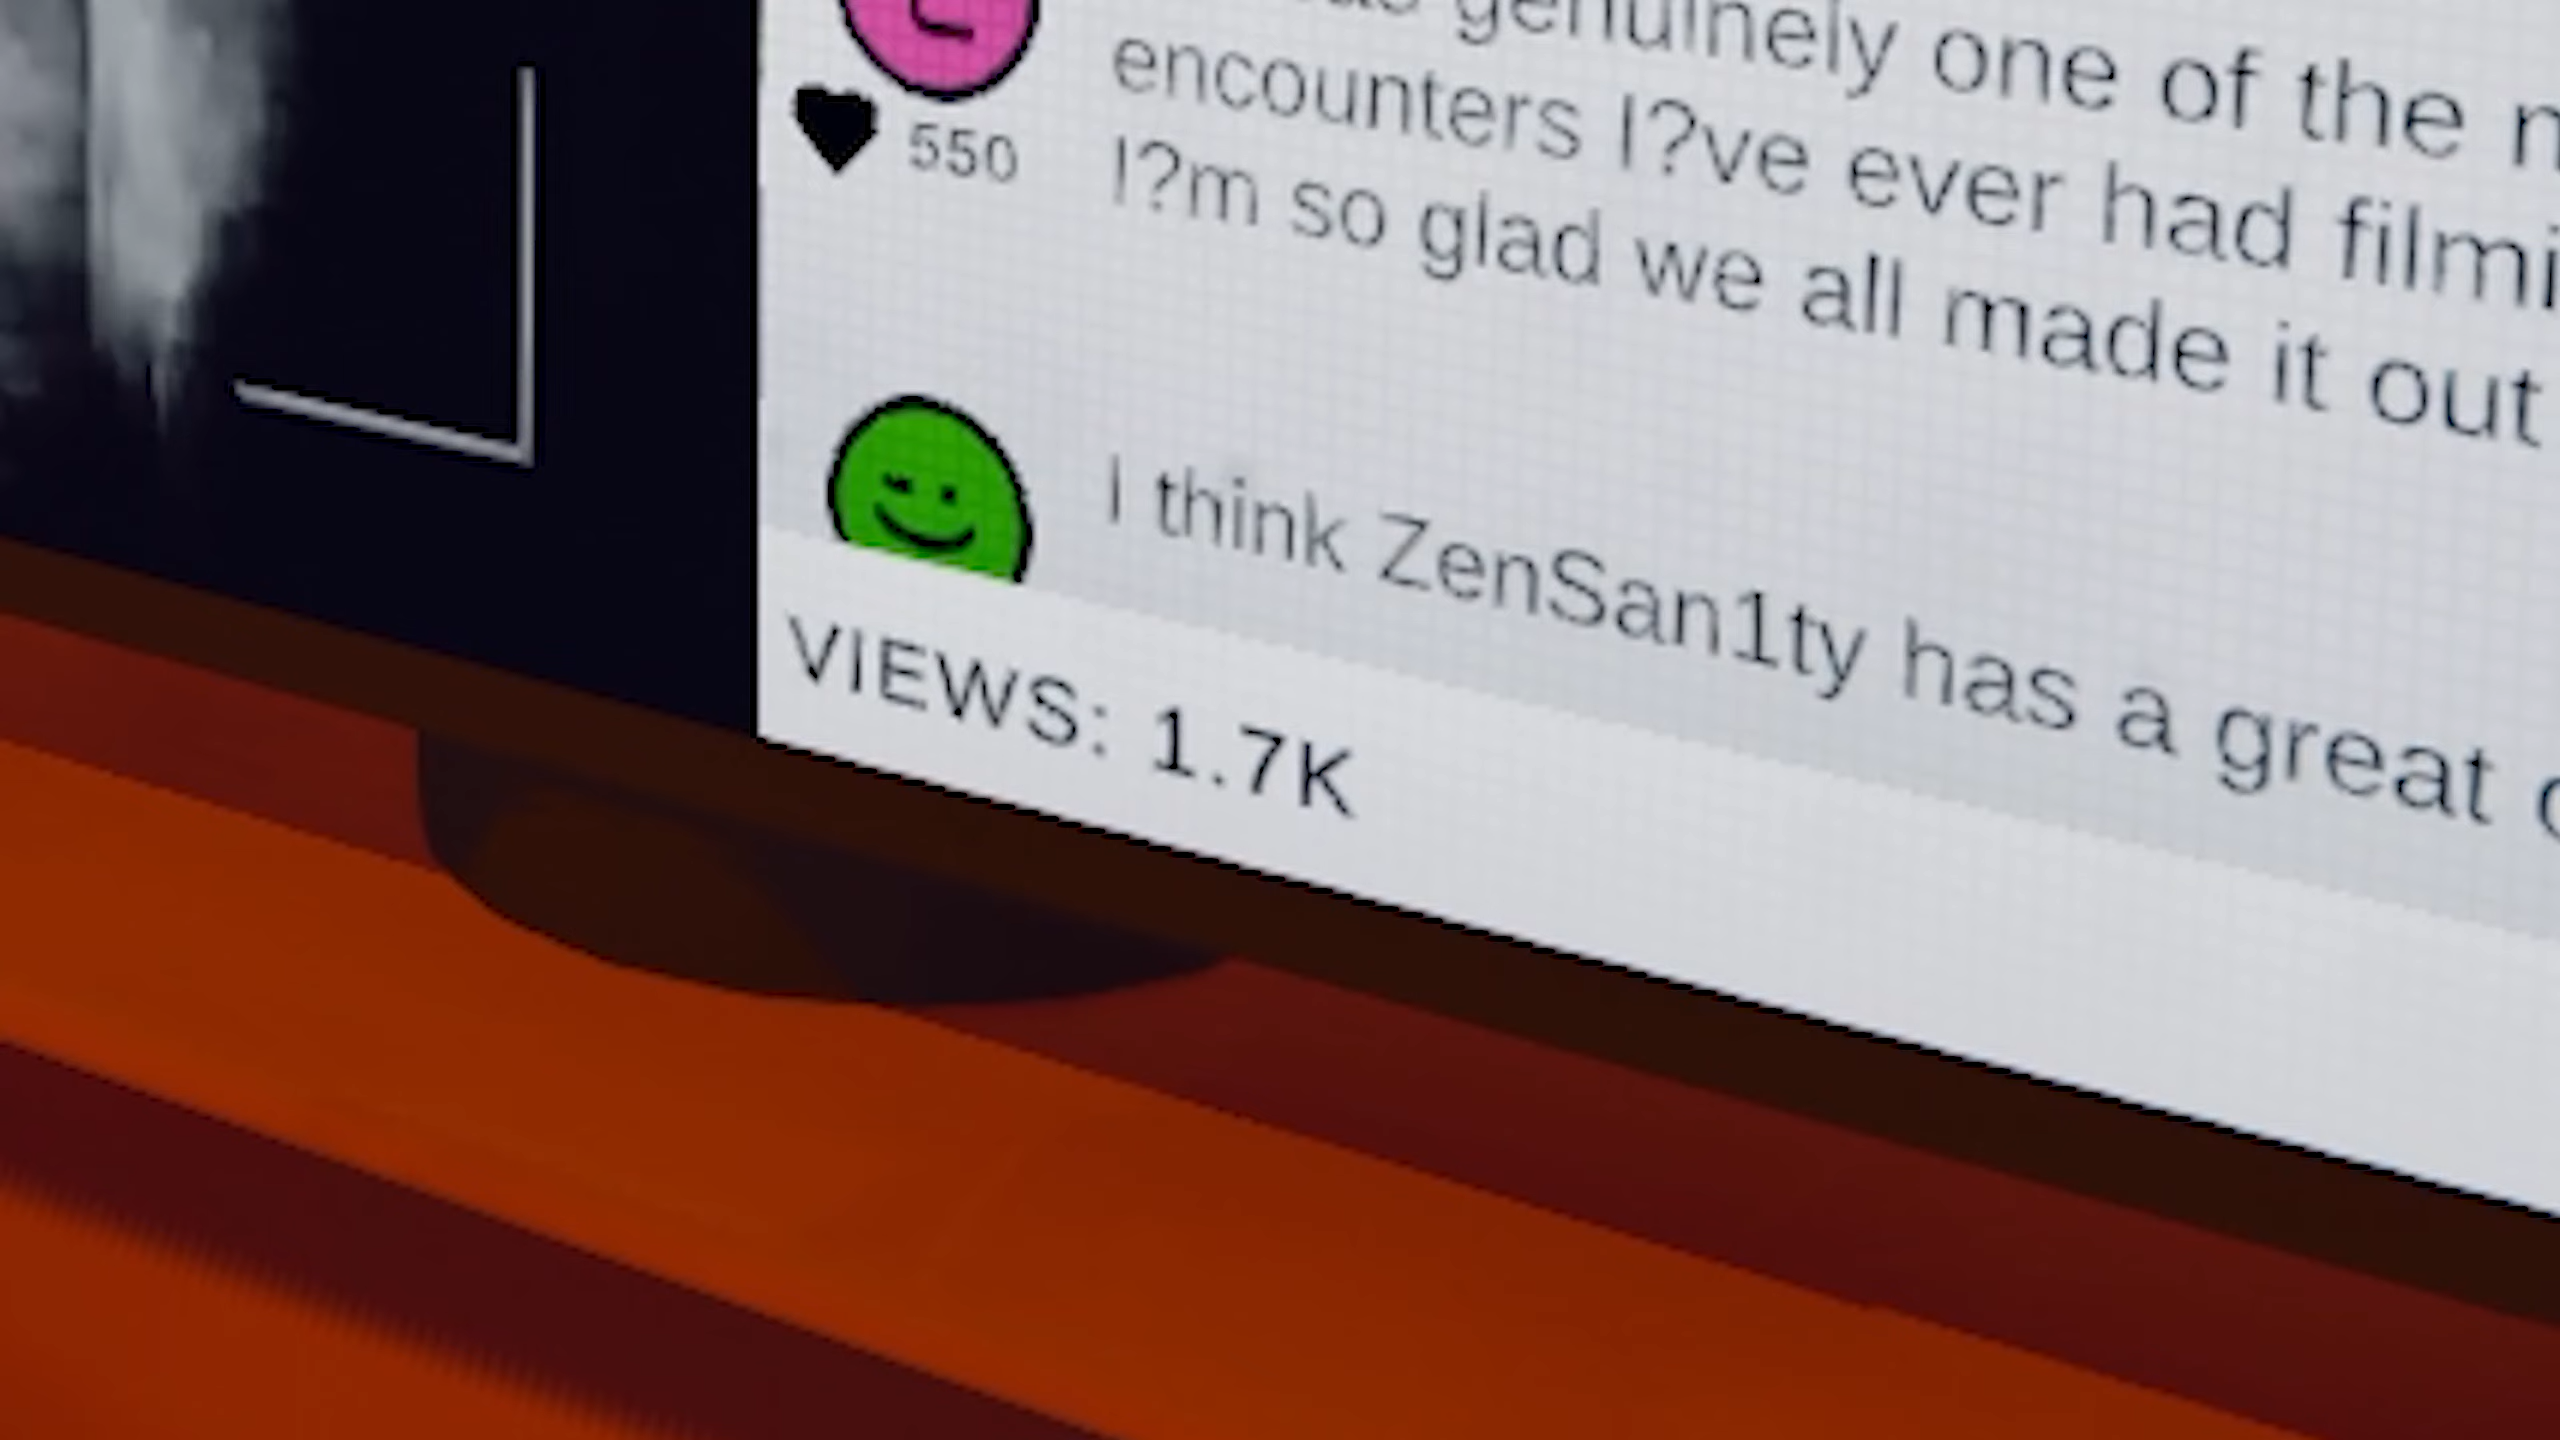 genuinely one of the
encounters I?ve ever had filmi
550
I?m so glad we all made it out
I think ZenSan1ty has a great
VIEWS: 1.7K